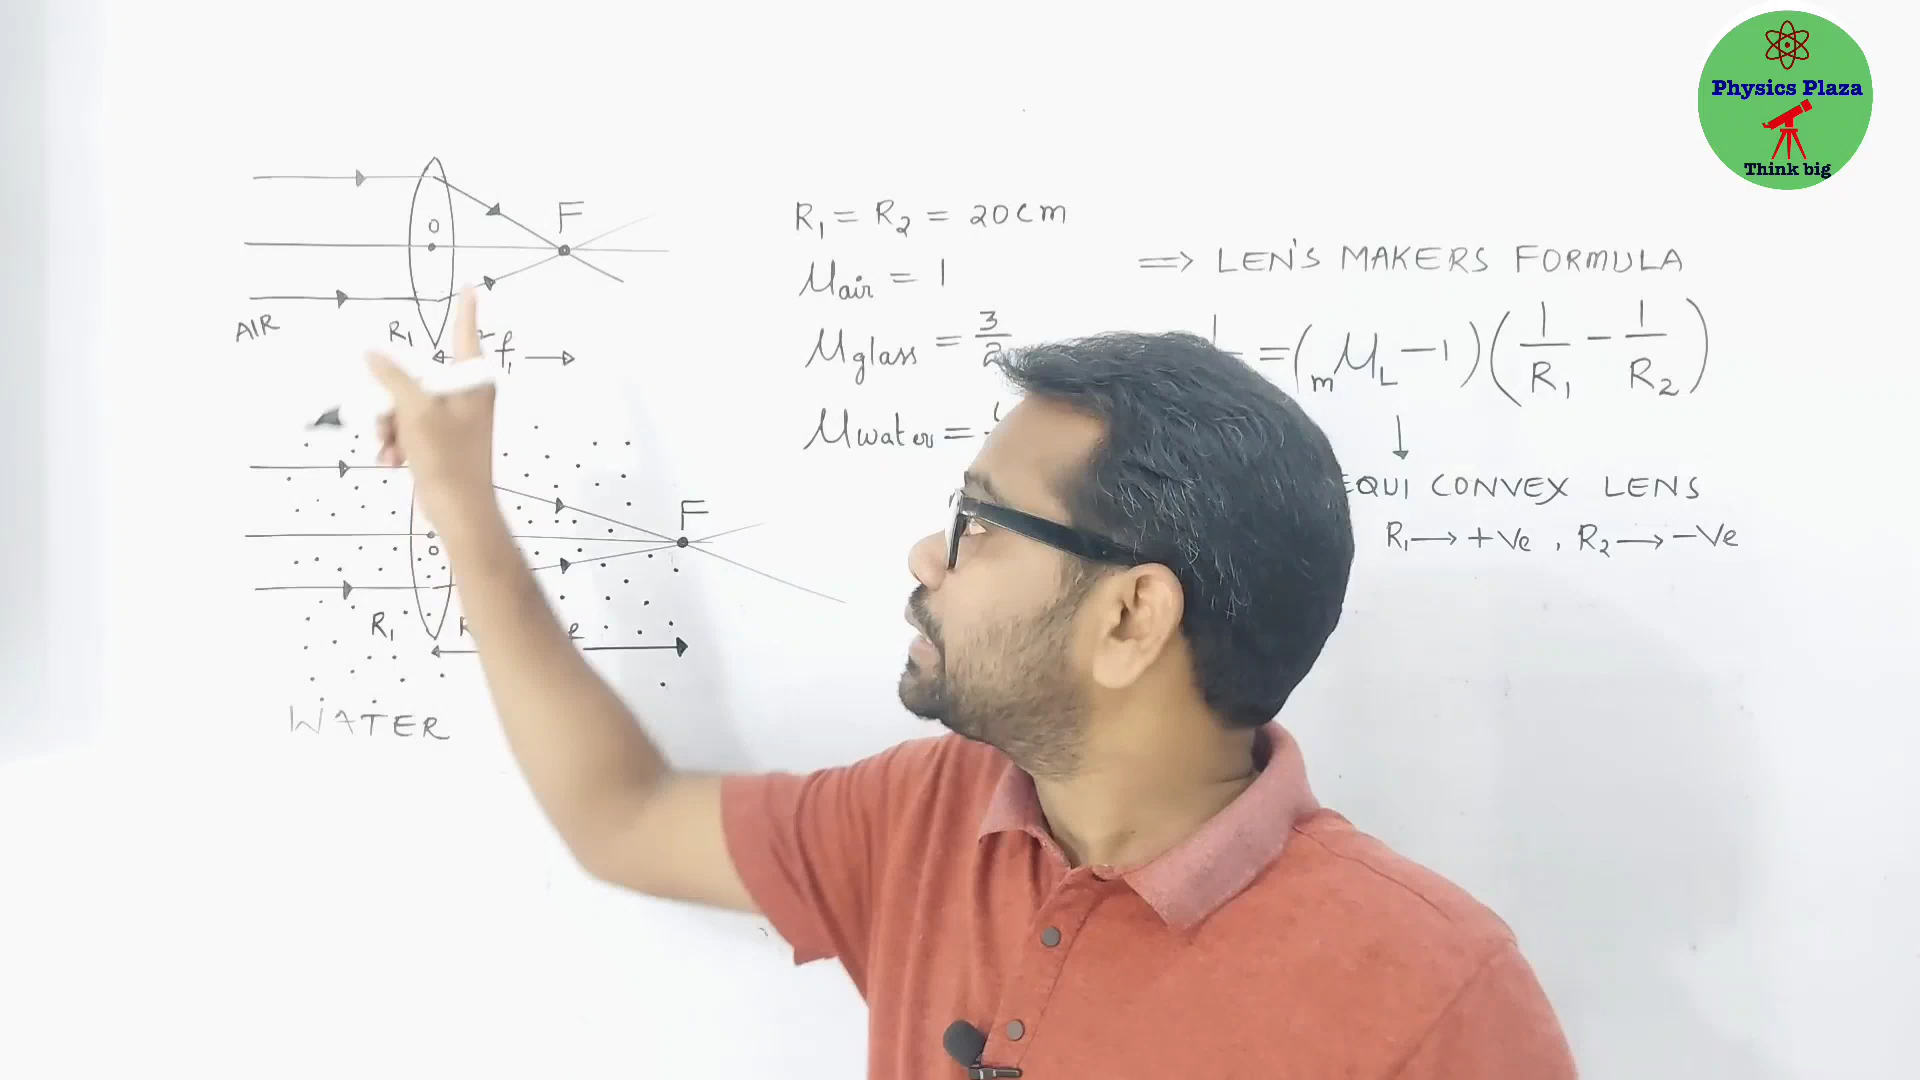 Physics Plaza
Think big
F
O
AIR
R₁
f₁
F
O
R₁
WATER
R₁ = R₂ = 20cm
μair = 1
μglass = 3/2
μwater =
=> LEN'S MAKERS FORMULA
= (mμL − 1) (1/R₁ − 1/R₂)
EQUI CONVEX LENS
R₁ → +Ve , R₂ → −Ve